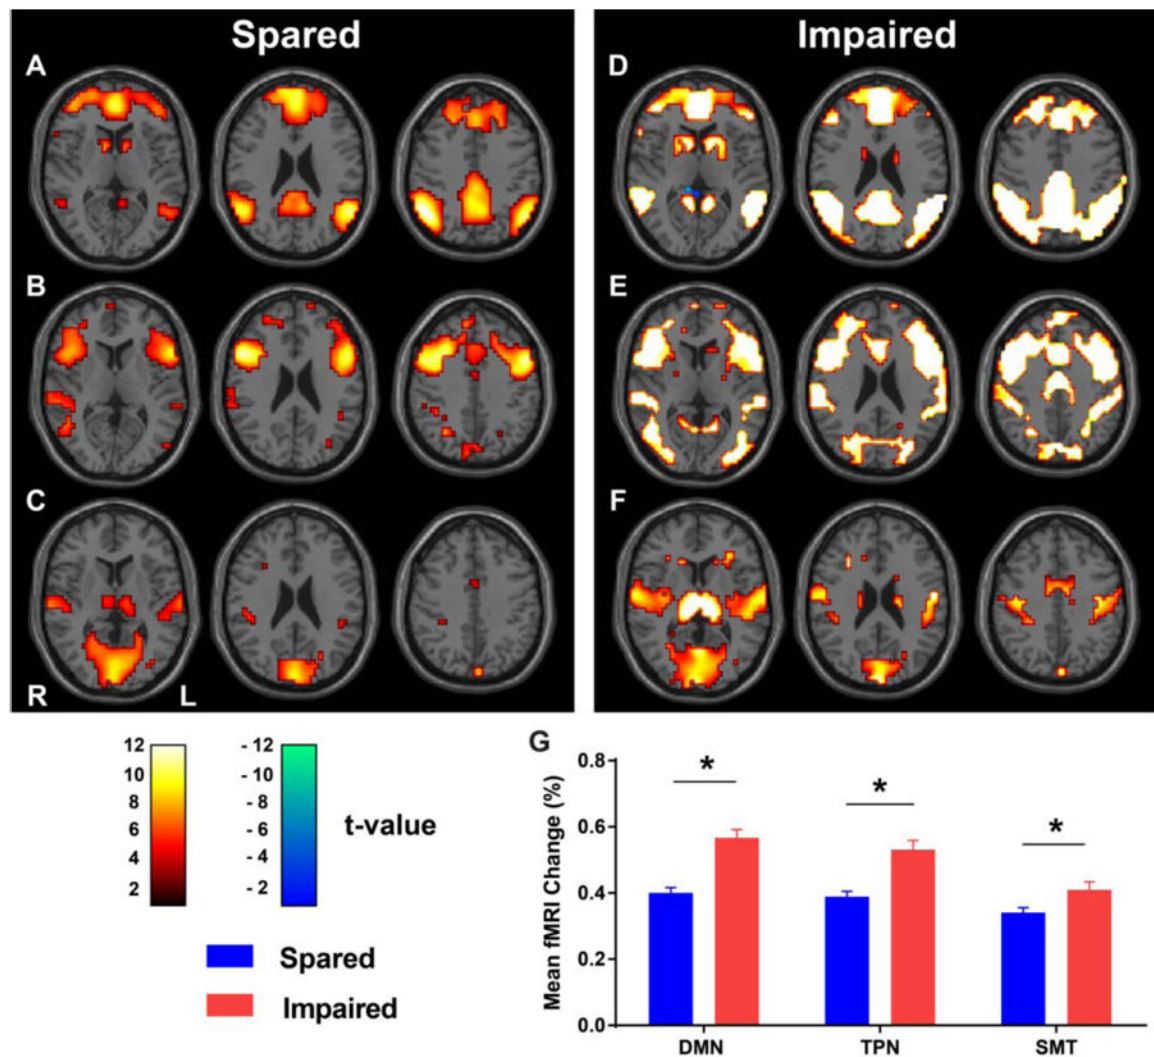 Spared
Impaired
A
D
B
E
C
F
R
L
12
10
8
6
4
2
- 12
- 10
- 8
- 6
- 4
- 2
t-value
Spared
Impaired
G
Mean fMRI Change (%)
0.8
0.6
0.4
0.2
0.0
*
*
*
DMN
TPN
SMT